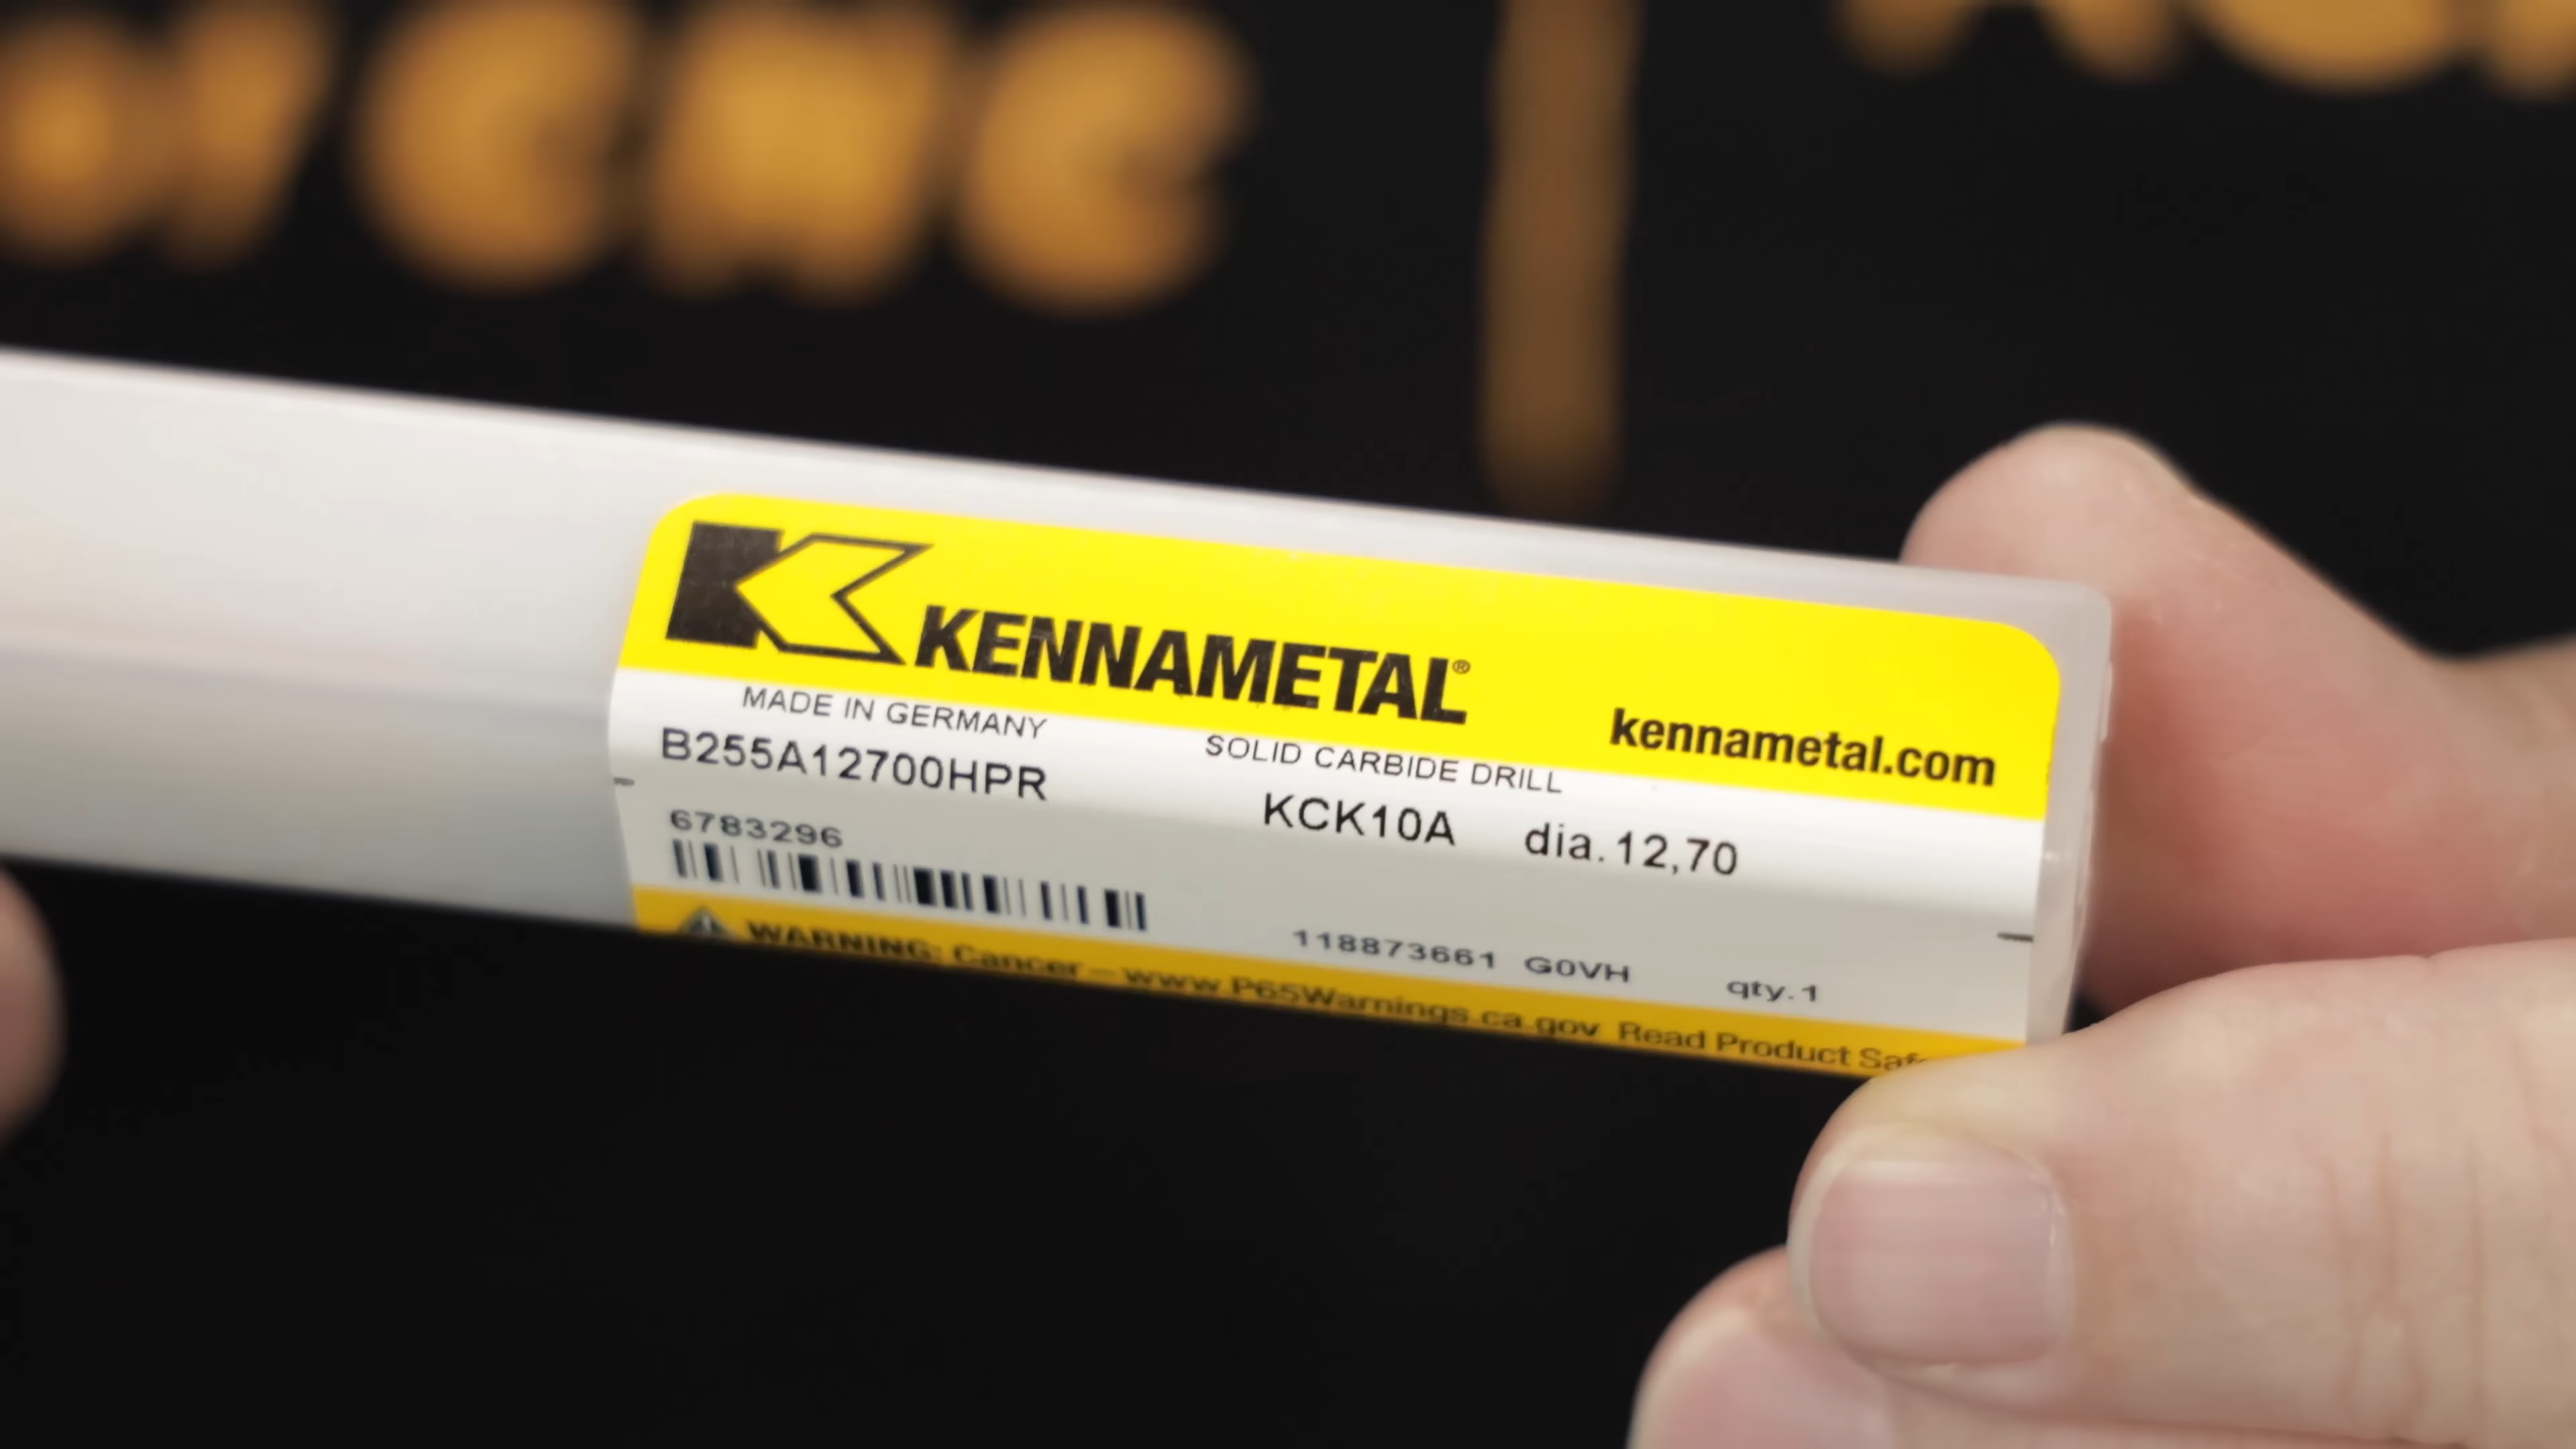 KENNAMETAL®
kennametal.com
MADE IN GERMANY
SOLID CARBIDE DRILL
B255A12700HPR
KCK10A dia.12,70
6783296
118873661 G0VH qty.1
WARNING: Cancer – www.P65Warnings.ca.gov Read Product